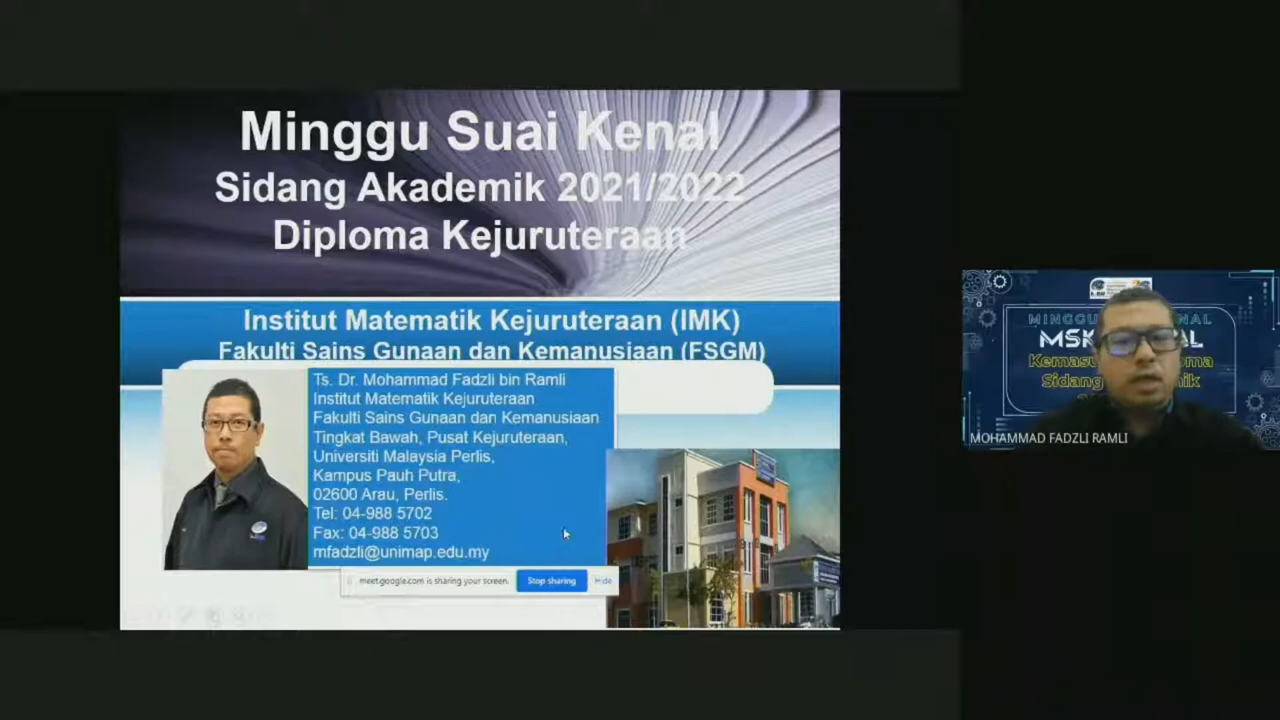 Minggu Suai Kenal
Sidang Akademik 2021/2022
Diploma Kejuruteraan
Institut Matematik Kejuruteraan (IMK)
Fakulti Sains Gunaan dan Kemanusiaan (FSGM)
Ts. Dr. Mohammad Fadzli bin Ramli
Institut Matematik Kejuruteraan
Fakulti Sains Gunaan dan Kemanusiaan
Tingkat Bawah, Pusat Kejuruteraan,
Universiti Malaysia Perlis,
Kampus Pauh Putra,
02600 Arau, Perlis.
Tel: 04-988 5702
Fax: 04-988 5703
mfadzli@unimap.edu.my
meet.google.com is sharing your screen.
Stop sharing
Hide
MOHAMMAD FADZLI RAMLI